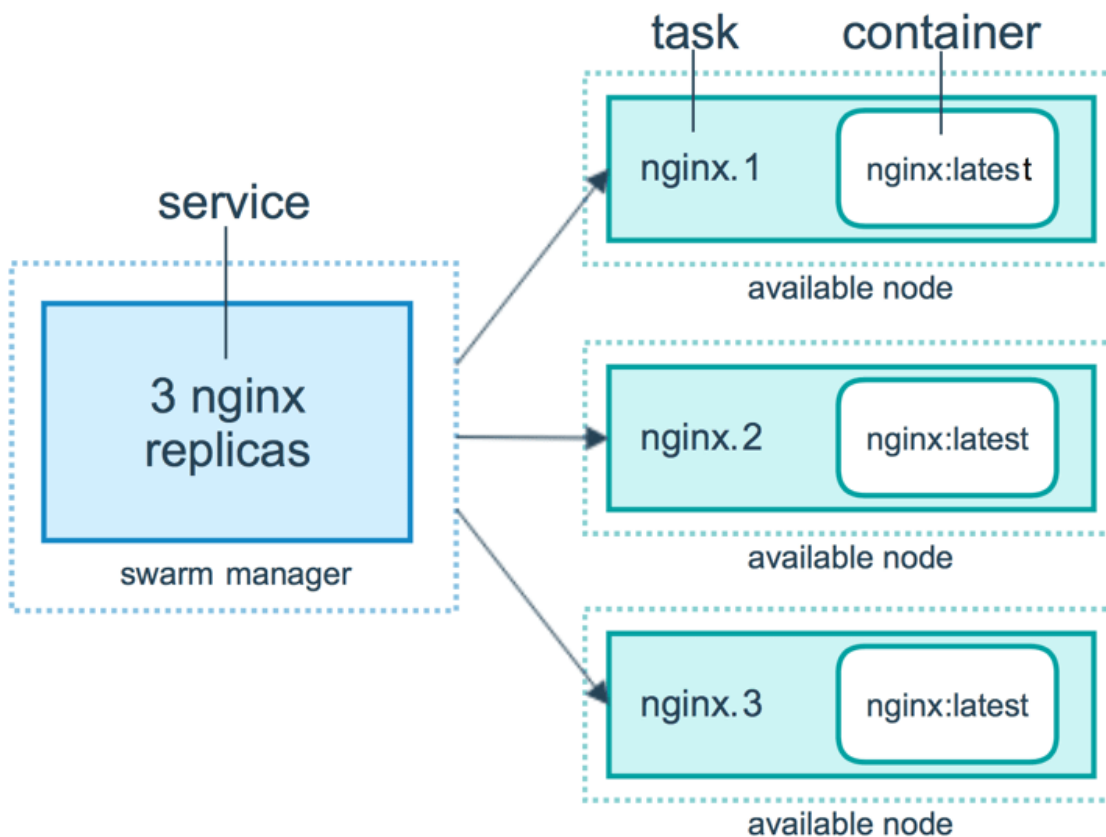 task
container
service
3 nginx
replicas
swarm manager
nginx.1
nginx:latest
available node
nginx.2
nginx:latest
available node
nginx.3
nginx:latest
available node